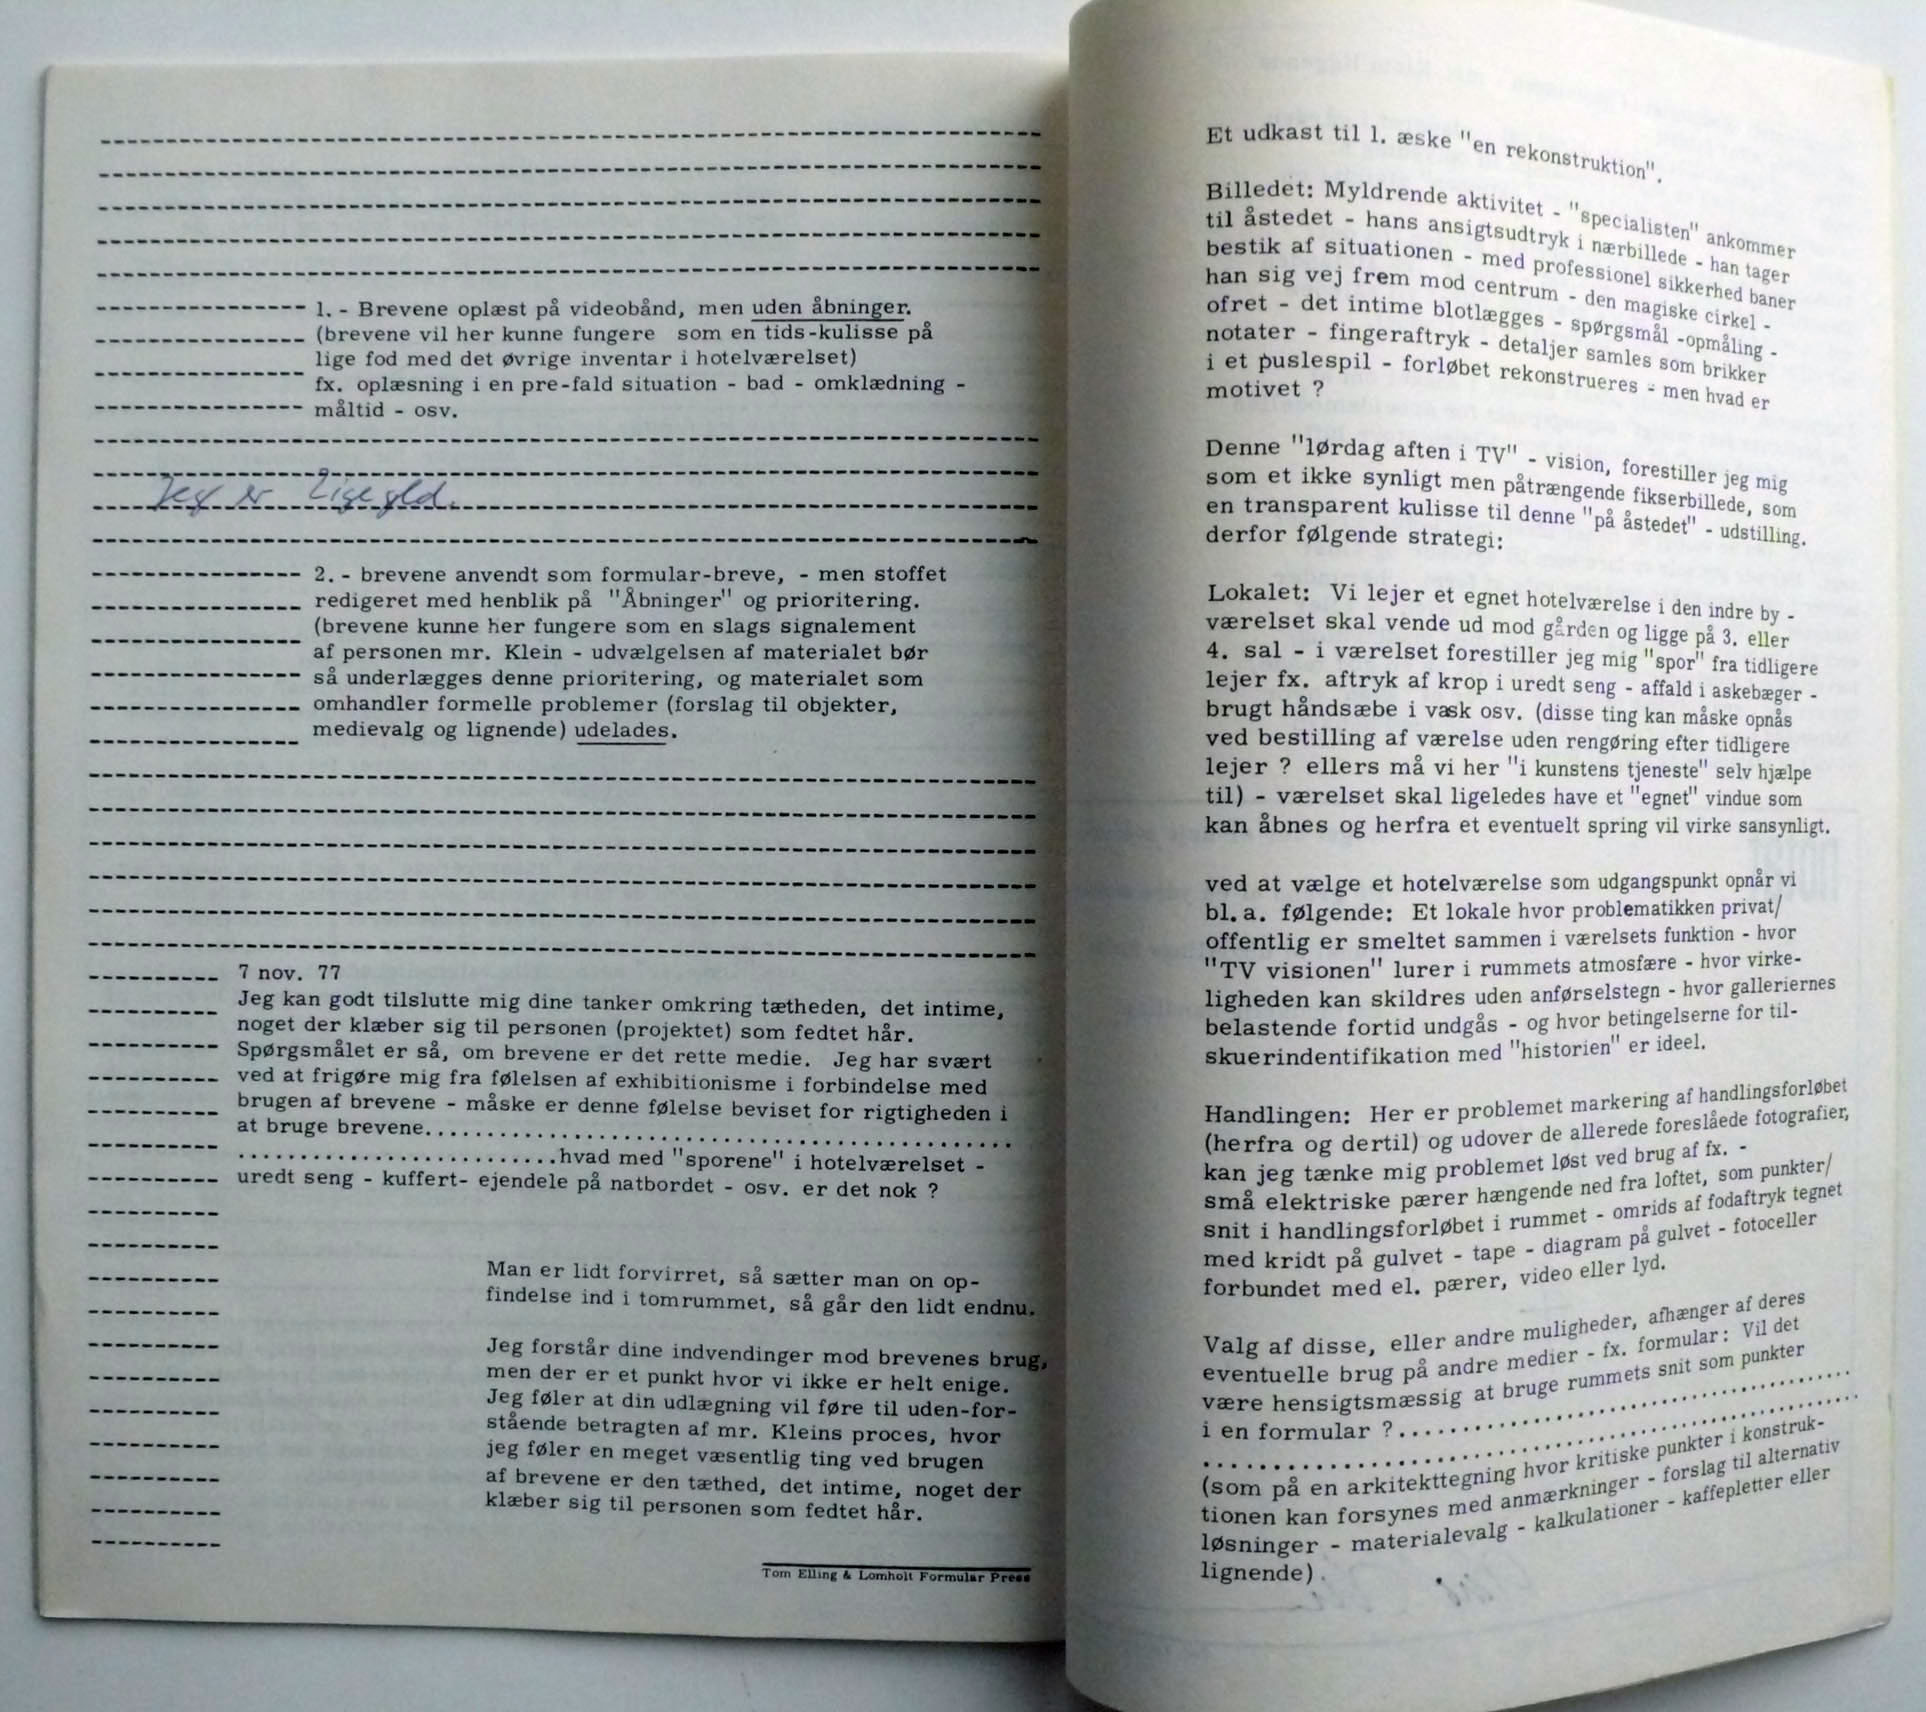 1. - Brevene oplæst på videobånd, men uden åbninger.
(brevene vil her kunne fungere som en tids-kulisse på
lige fod med det øvrige inventar i hotelværelset)
fx. oplæsning i en pre-fald situation - bad - omklædning -
måltid - osv.
Jeg er ligegyld.
2. - brevene anvendt som formular-breve, - men stoffet
redigeret med henblik på "Åbninger" og prioritering.
(brevene kunne her fungere som en slags signalement
af personen mr. Klein - udvælgelsen af materialet bør
så underlægges denne prioritering, og materialet som
omhandler formelle problemer (forslag til objekter,
medievalg og lignende) udelades.
7 nov. 77
Jeg kan godt tilslutte mig dine tanker omkring tætheden, det intime,
noget der klæber sig til personen (projektet) som fedtet hår.
Spørgsmålet er så, om brevene er det rette medie. Jeg har svært
ved at frigøre mig fra følelsen af exhibitionisme i forbindelse med
brugen af brevene - måske er denne følelse beviset for rigtigheden i
at bruge brevene..............................................
..........................hvad med "sporene" i hotelværelset -
uredt seng - kuffert- ejendele på natbordet - osv. er det nok ?
Man er lidt forvirret, så sætter man on op-
findelse ind i tomrummet, så går den lidt endnu.
Jeg forstår dine indvendinger mod brevenes brug,
men der er et punkt hvor vi ikke er helt enige.
Jeg føler at din udlægning vil føre til uden-for-
stående betragten af mr. Kleins proces, hvor
jeg føler en meget væsentlig ting ved brugen
af brevene er den tæthed, det intime, noget der
klæber sig til personen som fedtet hår.
Tom Elling & Lomholt Formular Press
Et udkast til 1. æske "en rekonstruktion".
Billedet: Myldrende aktivitet - "specialisten" ankommer
til åstedet - hans ansigtsudtryk i nærbillede - han tager
bestik af situationen - med professionel sikkerhed baner
han sig vej frem mod centrum - den magiske cirkel -
ofret - det intime blotlægges - spørgsmål -opmåling -
notater - fingeraftryk - detaljer samles som brikker
i et puslespil - forløbet rekonstrueres - men hvad er
motivet ?
Denne "lørdag aften i TV" - vision, forestiller jeg mig
som et ikke synligt men påtrængende fikserbillede, som
en transparent kulisse til denne "på åstedet" - udstilling.
derfor følgende strategi:
Lokalet: Vi lejer et egnet hotelværelse i den indre by -
værelset skal vende ud mod gården og ligge på 3. eller
4. sal - i værelset forestiller jeg mig "spor" fra tidligere
lejer fx. aftryk af krop i uredt seng - affald i askebæger -
brugt håndsæbe i vask osv. (disse ting kan måske opnås
ved bestilling af værelse uden rengøring efter tidligere
lejer ? ellers må vi her "i kunstens tjeneste" selv hjælpe
til) - værelset skal ligeledes have et "egnet" vindue som
kan åbnes og herfra et eventuelt spring vil virke sansynligt.
ved at vælge et hotelværelse som udgangspunkt opnår vi
bl. a. følgende: Et lokale hvor problematikken privat/
offentlig er smeltet sammen i værelsets funktion - hvor
"TV visionen" lurer i rummets atmosfære - hvor virke-
ligheden kan skildres uden anførselstegn - hvor galleriernes
belastende fortid undgås - og hvor betingelserne for til-
skuerindentifikation med "historien" er ideel.
Handlingen: Her er problemet markering af handlingsforløbet
(herfra og dertil) og udover de allerede foreslåede fotografier,
kan jeg tænke mig problemet løst ved brug af fx. -
små elektriske pærer hængende ned fra loftet, som punkter/
snit i handlingsforløbet i rummet - omrids af fodaftryk tegnet
med kridt på gulvet - tape - diagram på gulvet - fotoceller
forbundet med el. pærer, video eller lyd.
Valg af disse, eller andre muligheder, afhænger af deres
eventuelle brug på andre medier - fx. formular: Vil det
være hensigtsmæssig at bruge rummets snit som punkter
i en formular ?........................................
.......................................................
(som på en arkitekttegning hvor kritiske punkter i konstruk-
tionen kan forsynes med anmærkninger - forslag til alternativ
løsninger - materialevalg - kalkulationer - kaffepletter eller
lignende).